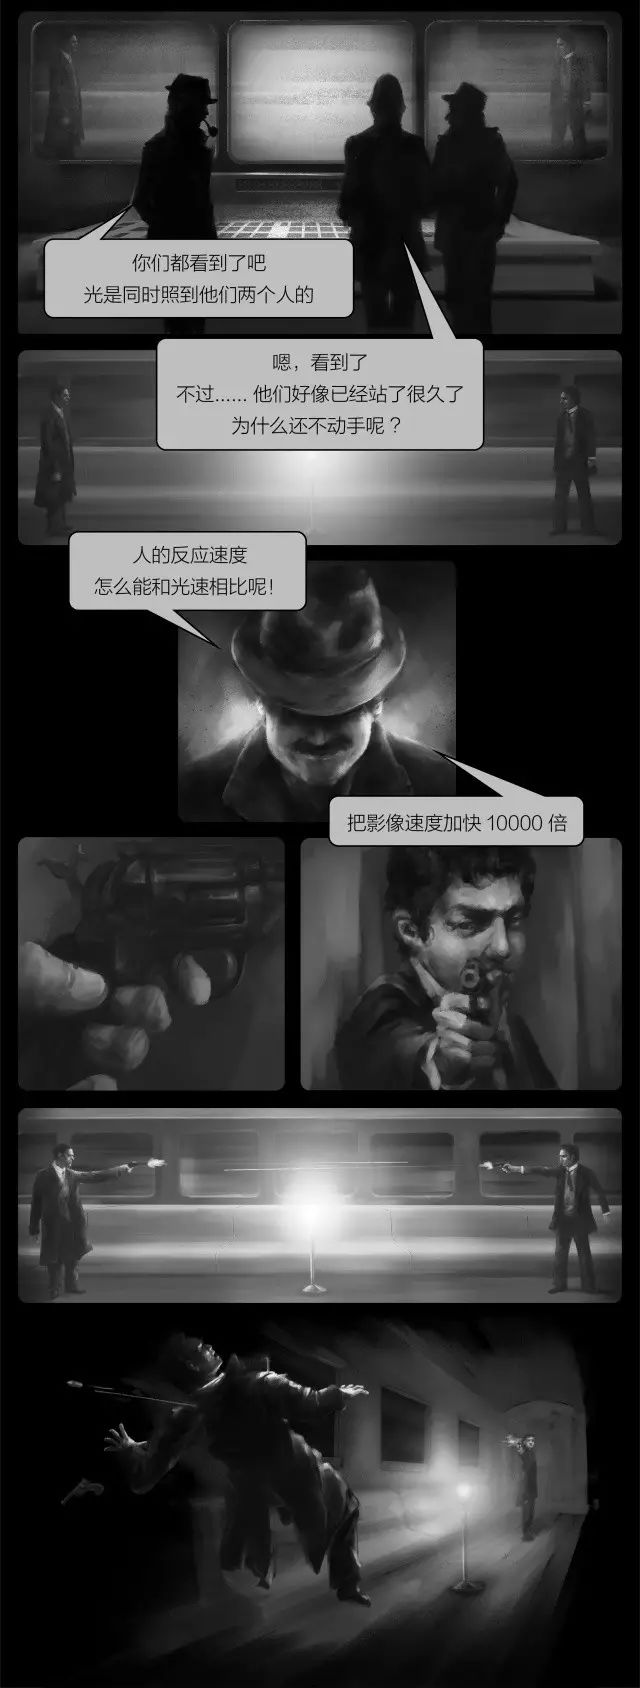 你们都看到了吧
光是同时照到他们两个人的
嗯，看到了
不过...... 他们好像已经站了很久了
为什么还不动手呢？
人的反应速度
怎么能和光速相比呢！
把影像速度加快 10000 倍